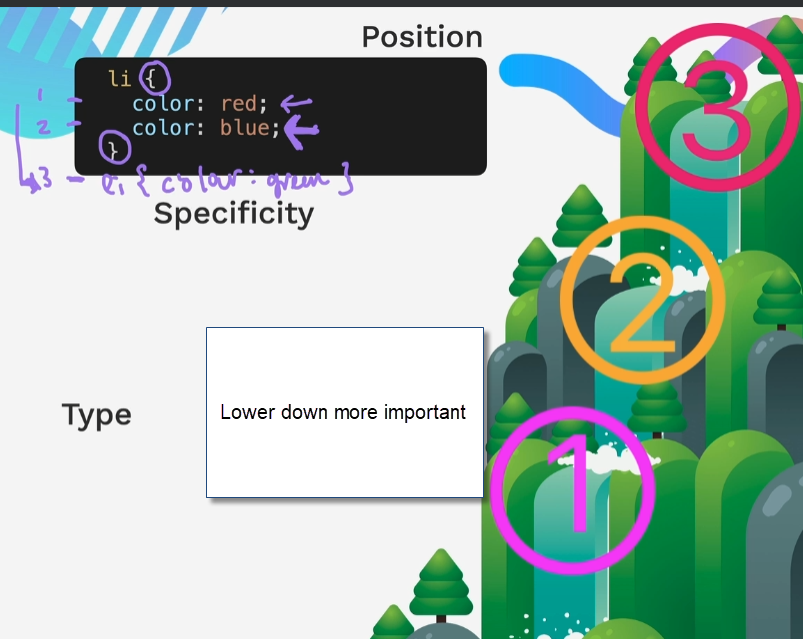 Position
li {
color: red;
color: blue;
}
1 -
2 -
3 - li { colour: green }
Specificity
Type
Lower down more important
3
2
1